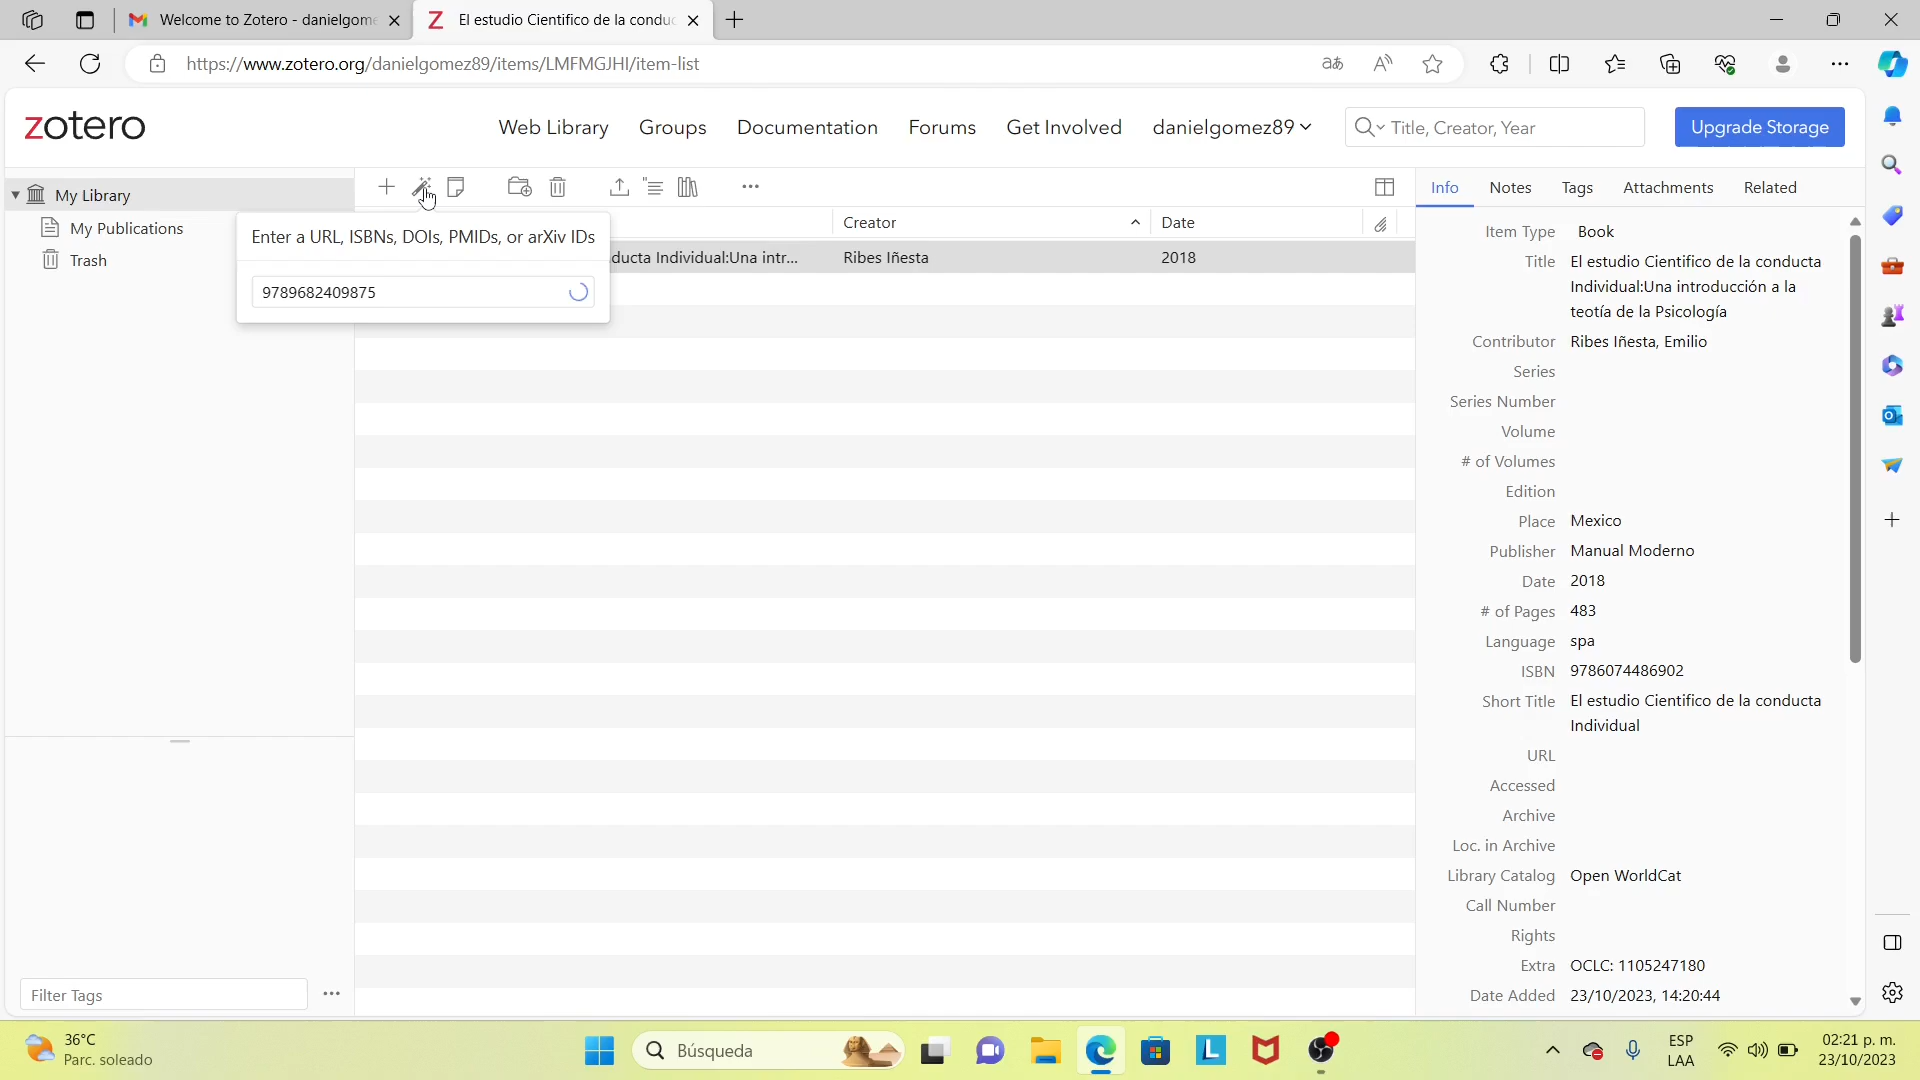 Welcome to Zotero - danielgome
El estudio Cientifico de la conduc
https://www.zotero.org/danielgomez89/items/LMFMGJHI/item-list
zotero
Web Library
Groups
Documentation
Forums
Get Involved
danielgomez89
Title, Creator, Year
Upgrade Storage
My Library
My Publications
Trash
Enter a URL, ISBNs, DOIs, PMIDs, or arXiv IDs
9789682409875
Creator
Date
ducta Individual:Una intr...
Ribes Iñesta
2018
Info
Notes
Tags
Attachments
Related
Item Type Book
Title El estudio Cientifico de la conducta
Individual:Una introducción a la
teotía de la Psicología
Contributor Ribes Iñesta, Emilio
Series
Series Number
Volume
# of Volumes
Edition
Place Mexico
Publisher Manual Moderno
Date 2018
# of Pages 483
Language spa
ISBN 9786074486902
Short Title El estudio Cientifico de la conducta
Individual
URL
Accessed
Archive
Loc. in Archive
Library Catalog Open WorldCat
Call Number
Rights
Extra OCLC: 1105247180
Date Added 23/10/2023, 14:20:44
Filter Tags
36°C
Parc. soleado
Búsqueda
ESP
LAA
02:21 p. m.
23/10/2023